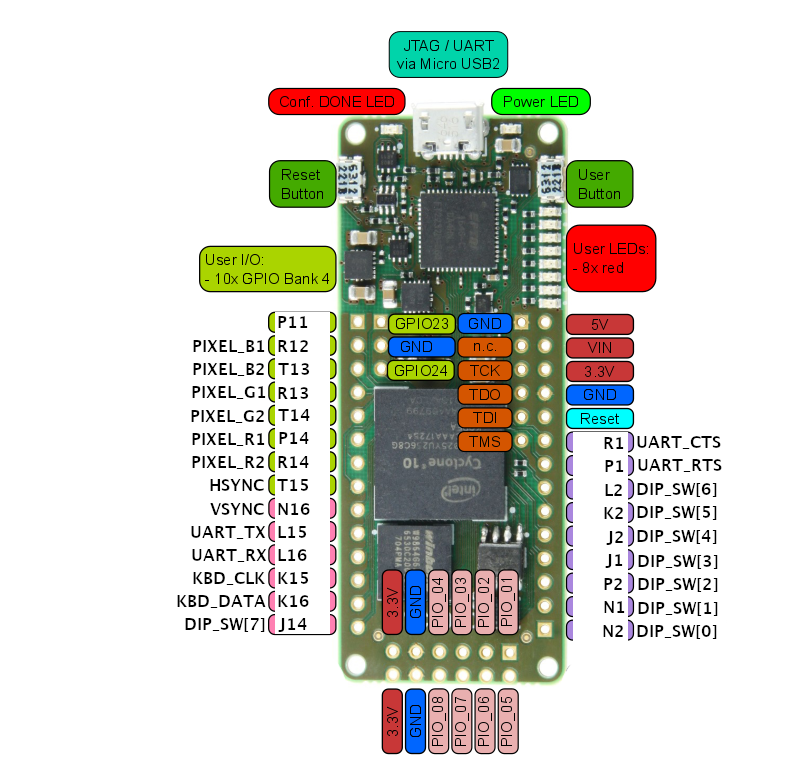 JTAG / UART
via Micro USB2
Conf. DONE LED
Power LED
Reset
Button
User
Button
User I/O:
- 10x GPIO Bank 4
User LEDs:
- 8x red
P11
GPIO23
GND
5V
PIXEL_B1 R12
GND
n.c.
VIN
PIXEL_B2 T13
GPIO24
TCK
3.3V
PIXEL_G1 R13
TDO
GND
PIXEL_G2 T14
TDI
Reset
PIXEL_R1 P14
TMS
R1 UART_CTS
PIXEL_R2 R14
P1 UART_RTS
HSYNC T15
L2 DIP_SW[6]
VSYNC N16
K2 DIP_SW[5]
UART_TX L15
J2 DIP_SW[4]
UART_RX L16
J1 DIP_SW[3]
KBD_CLK K15
P2 DIP_SW[2]
KBD_DATA K16
N1 DIP_SW[1]
DIP_SW[7] J14
N2 DIP_SW[0]
Cyclone 10
intel
winbond
3.3V
GND
PIO_04
PIO_03
PIO_02
PIO_01
3.3V
GND
PIO_08
PIO_07
PIO_06
PIO_05